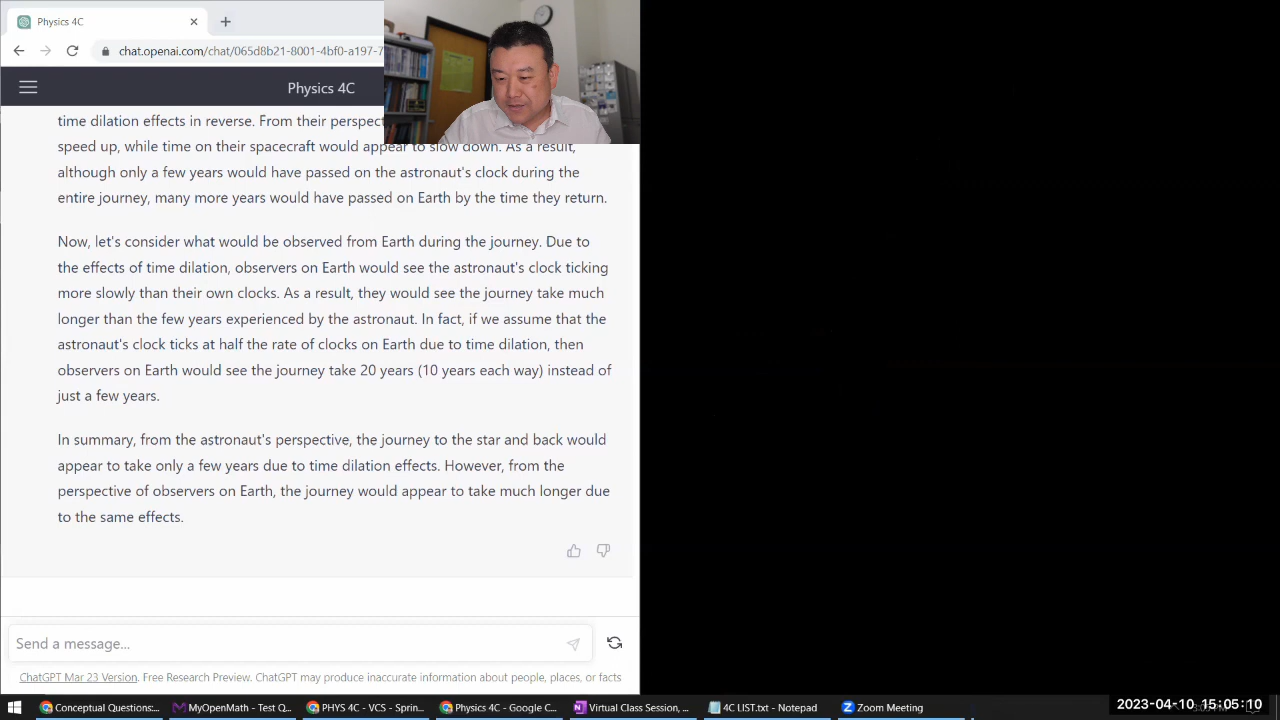 Physics 4C
chat.openai.com/chat/065d8b21-8001-4bf0-a197-7
Physics 4C
time dilation effects in reverse. From their
speed up, while time on their spacecraft would appear to slow down. As a result,
although only a few years would have passed on the astronaut's clock during the
entire journey, many more years would have passed on Earth by the time they return.
Now, let's consider what would be observed from Earth during the journey. Due to
the effects of time dilation, observers on Earth would see the astronaut's clock ticking
more slowly than their own clocks. As a result, they would see the journey take much
longer than the few years experienced by the astronaut. In fact, if we assume that the
astronaut's clock ticks at half the rate of clocks on Earth due to time dilation, then
observers on Earth would see the journey take 20 years (10 years each way) instead of
just a few years.
In summary, from the astronaut's perspective, the journey to the star and back would
appear to take only a few years due to time dilation effects. However, from the
perspective of observers on Earth, the journey would appear to take much longer due
to the same effects.
Send a message...
ChatGPT Mar 23 Version. Free Research Preview. ChatGPT may produce inaccurate information about people, places, or facts
Conceptual Questions:... MyOpenMath - Test Q... PHYS 4C - VCS - Sprin... Physics 4C - Google C... Virtual Class Session, ... 4C LIST.txt - Notepad Zoom Meeting 2023-04-10 15:05:10